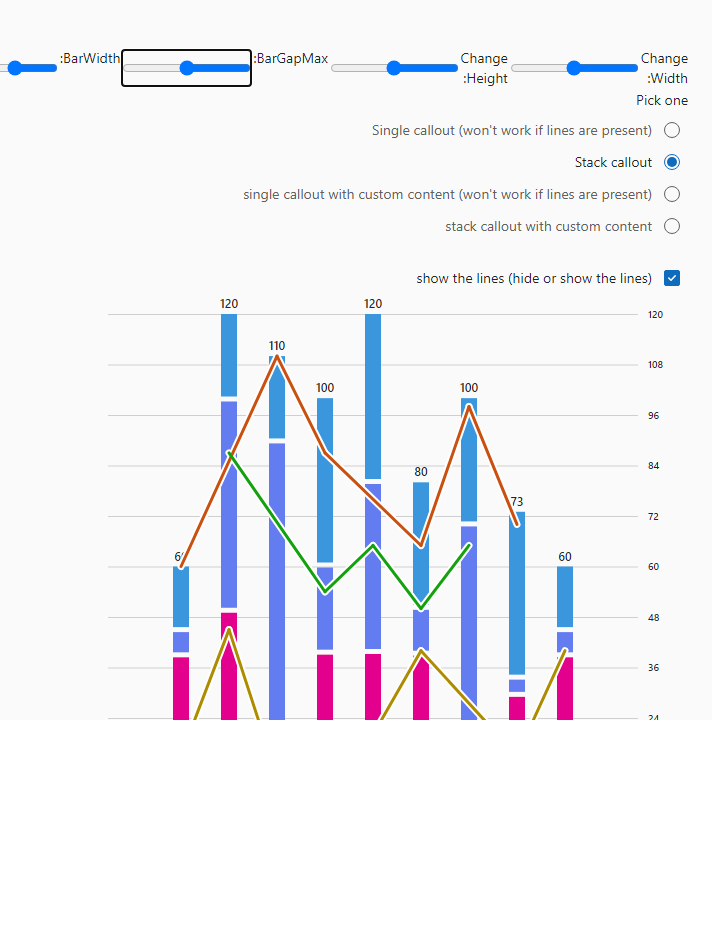 Change :Width
Change :Height
:BarGapMax
:BarWidth
Pick one
Single callout (won't work if lines are present)
Stack callout
single callout with custom content (won't work if lines are present)
stack callout with custom content
show the lines (hide or show the lines)
120
120
120
110
108
100
100
96
84
80
73
72
60
60
48
36
24